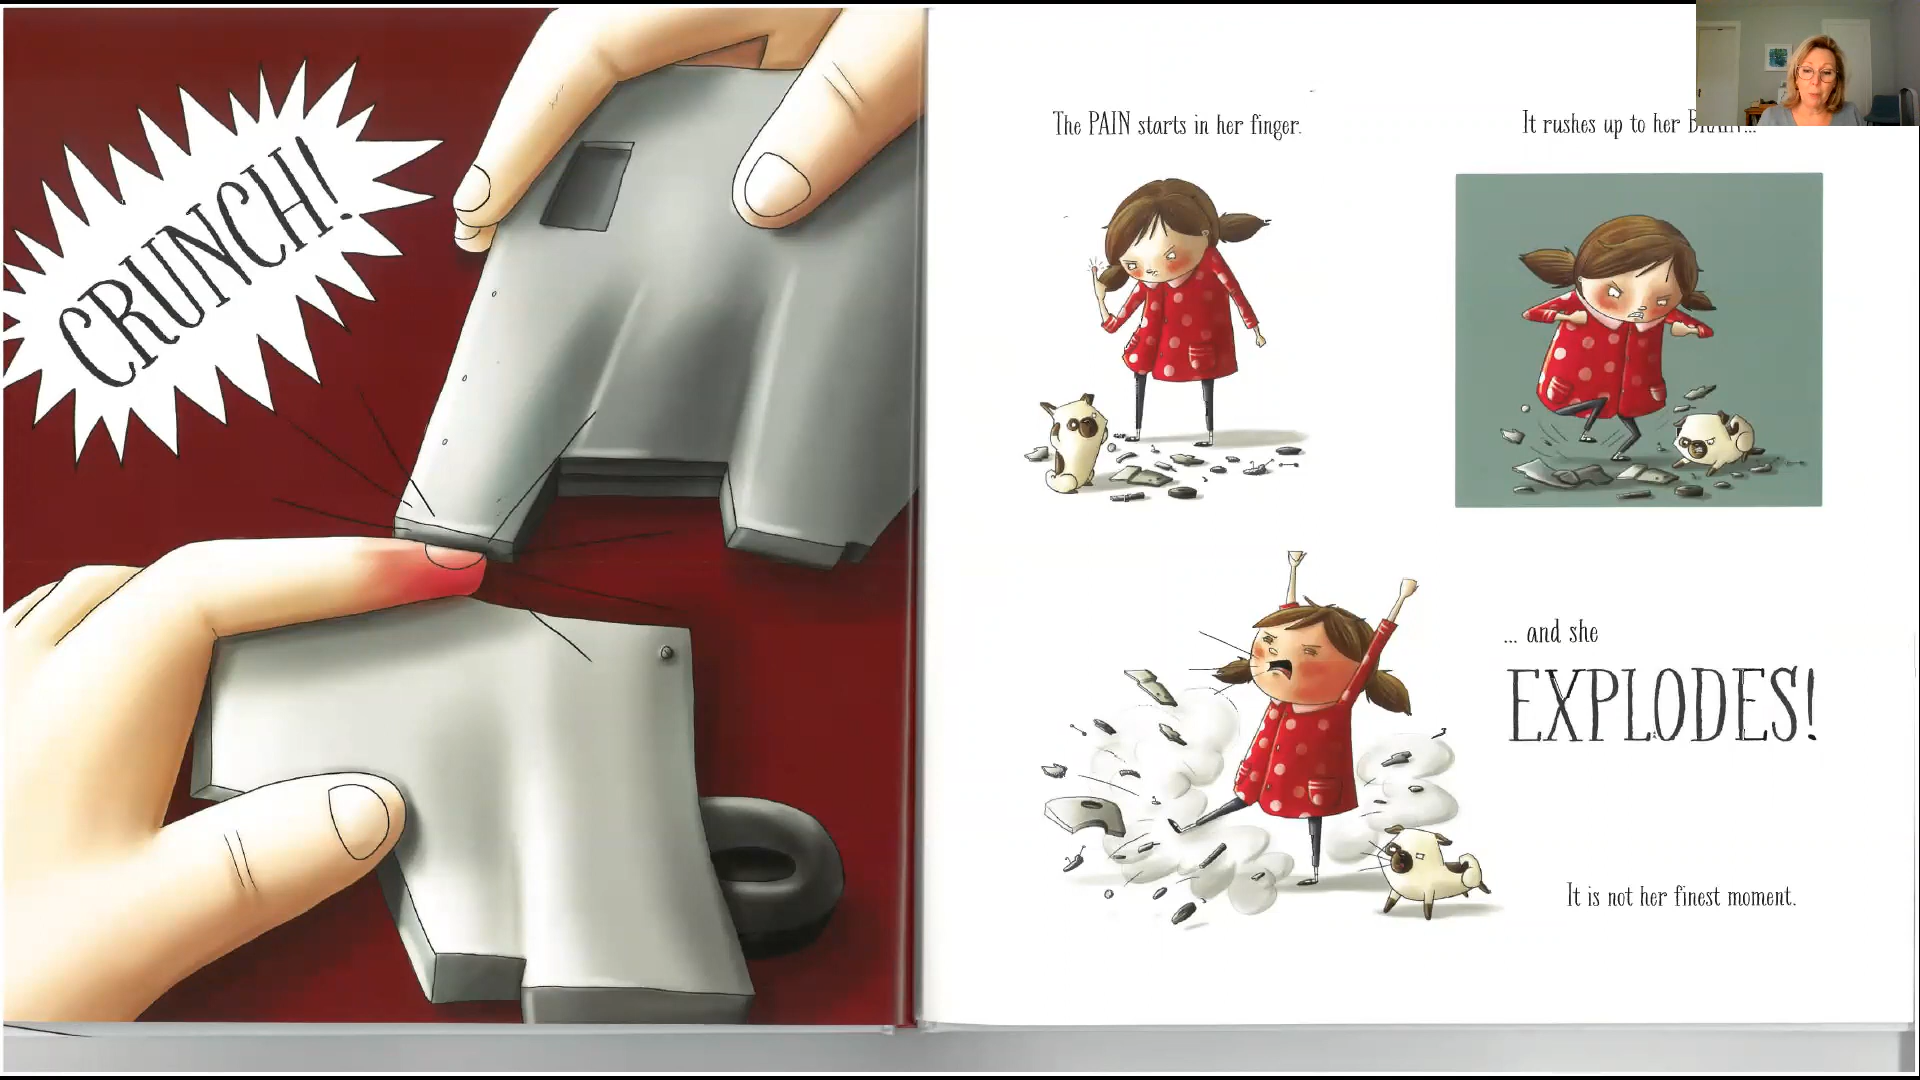 CRUNCH!
The PAIN starts in her finger.
It rushes up to her
... and she
EXPLODES!
It is not her finest moment.